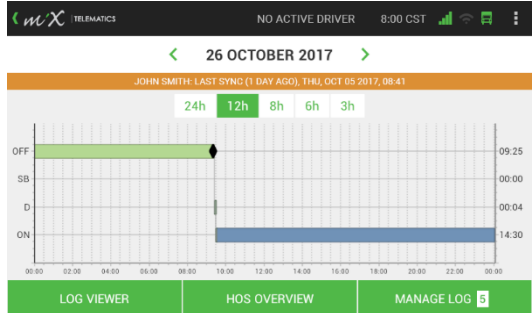 miX TELEMATICS NO ACTIVE DRIVER 8:00 CST
26 OCTOBER 2017
JOHN SMITH: LAST SYNC (1 DAY AGO), THU, OCT 05 2017, 08:41
24h 12h 8h 6h 3h
OFF 09:25
SB 00:00
D 00:04
ON 14:30
00:00 02:00 04:00 06:00 08:00 10:00 12:00 14:00 16:00 18:00 20:00 22:00 00:00
LOG VIEWER HOS OVERVIEW MANAGE LOG 5